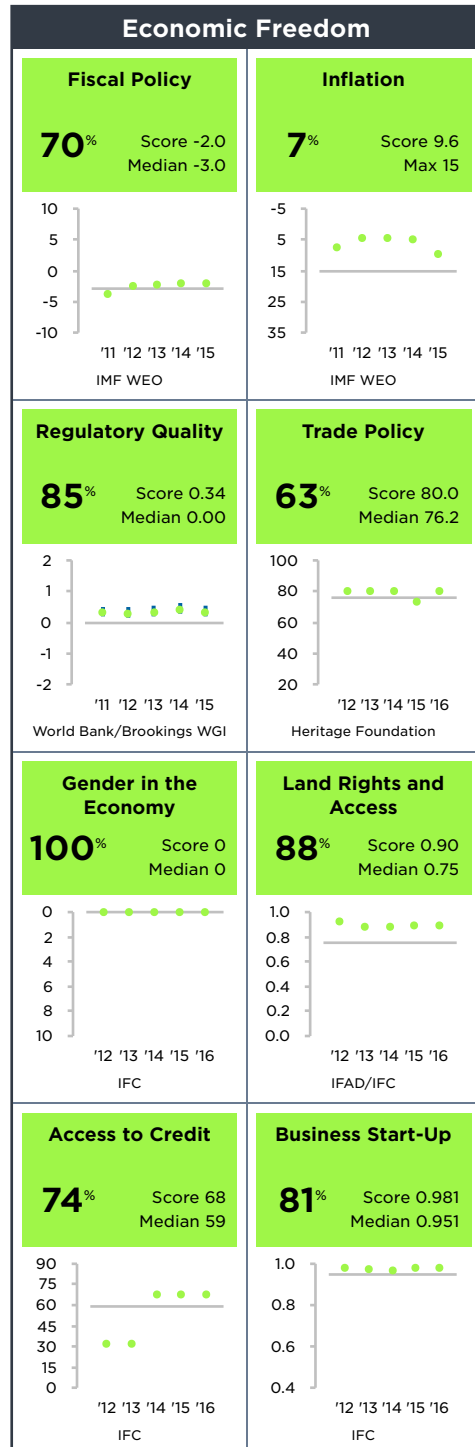 Economic Freedom
Fiscal Policy
70%
Score -2.0
Median -3.0
10
5
0
-5
-10
'11 '12 '13 '14 '15
IMF WEO
Inflation
7%
Score 9.6
Max 15
-5
5
15
25
35
'11 '12 '13 '14 '15
IMF WEO
Regulatory Quality
85%
Score 0.34
Median 0.00
2
1
0
-1
-2
'11 '12 '13 '14 '15
World Bank/Brookings WGI
Trade Policy
63%
Score 80.0
Median 76.2
100
80
60
40
20
'12 '13 '14 '15 '16
Heritage Foundation
Gender in the
Economy
100%
Score 0
Median 0
0
2
4
6
8
10
'12 '13 '14 '15 '16
IFC
Land Rights and
Access
88%
Score 0.90
Median 0.75
1.0
0.8
0.6
0.4
0.2
0.0
'12 '13 '14 '15 '16
IFAD/IFC
Access to Credit
74%
Score 68
Median 59
90
75
60
45
30
15
0
'12 '13 '14 '15 '16
IFC
Business Start-Up
81%
Score 0.981
Median 0.951
1.0
0.8
0.6
0.4
'12 '13 '14 '15 '16
IFC